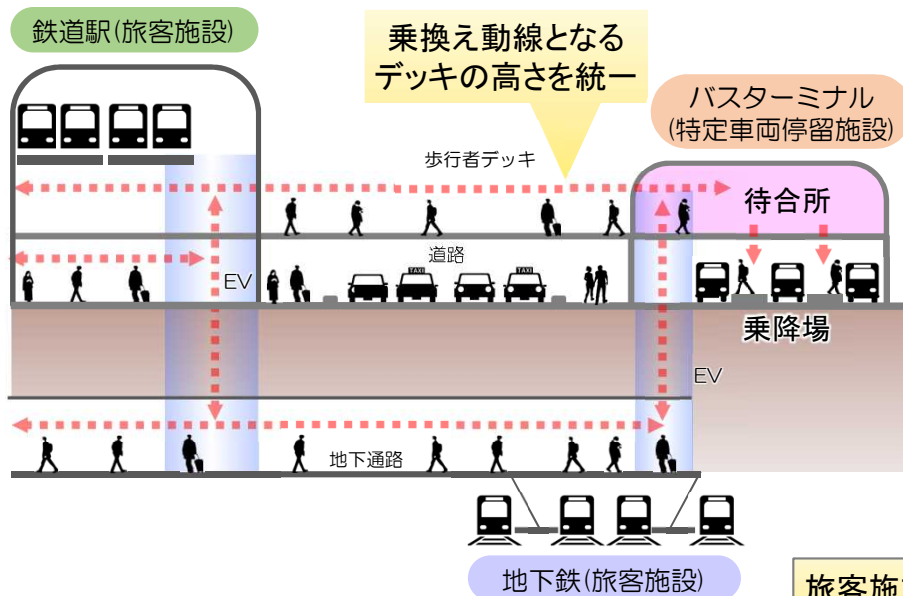 鉄道駅(旅客施設)
乗換え動線となる
デッキの高さを統一
バスターミナル
(特定車両停留施設)
歩行者デッキ
待合所
道路
EV
TAXI
TAXI
乗降場
EV
地下通路
地下鉄(旅客施設)
旅客施